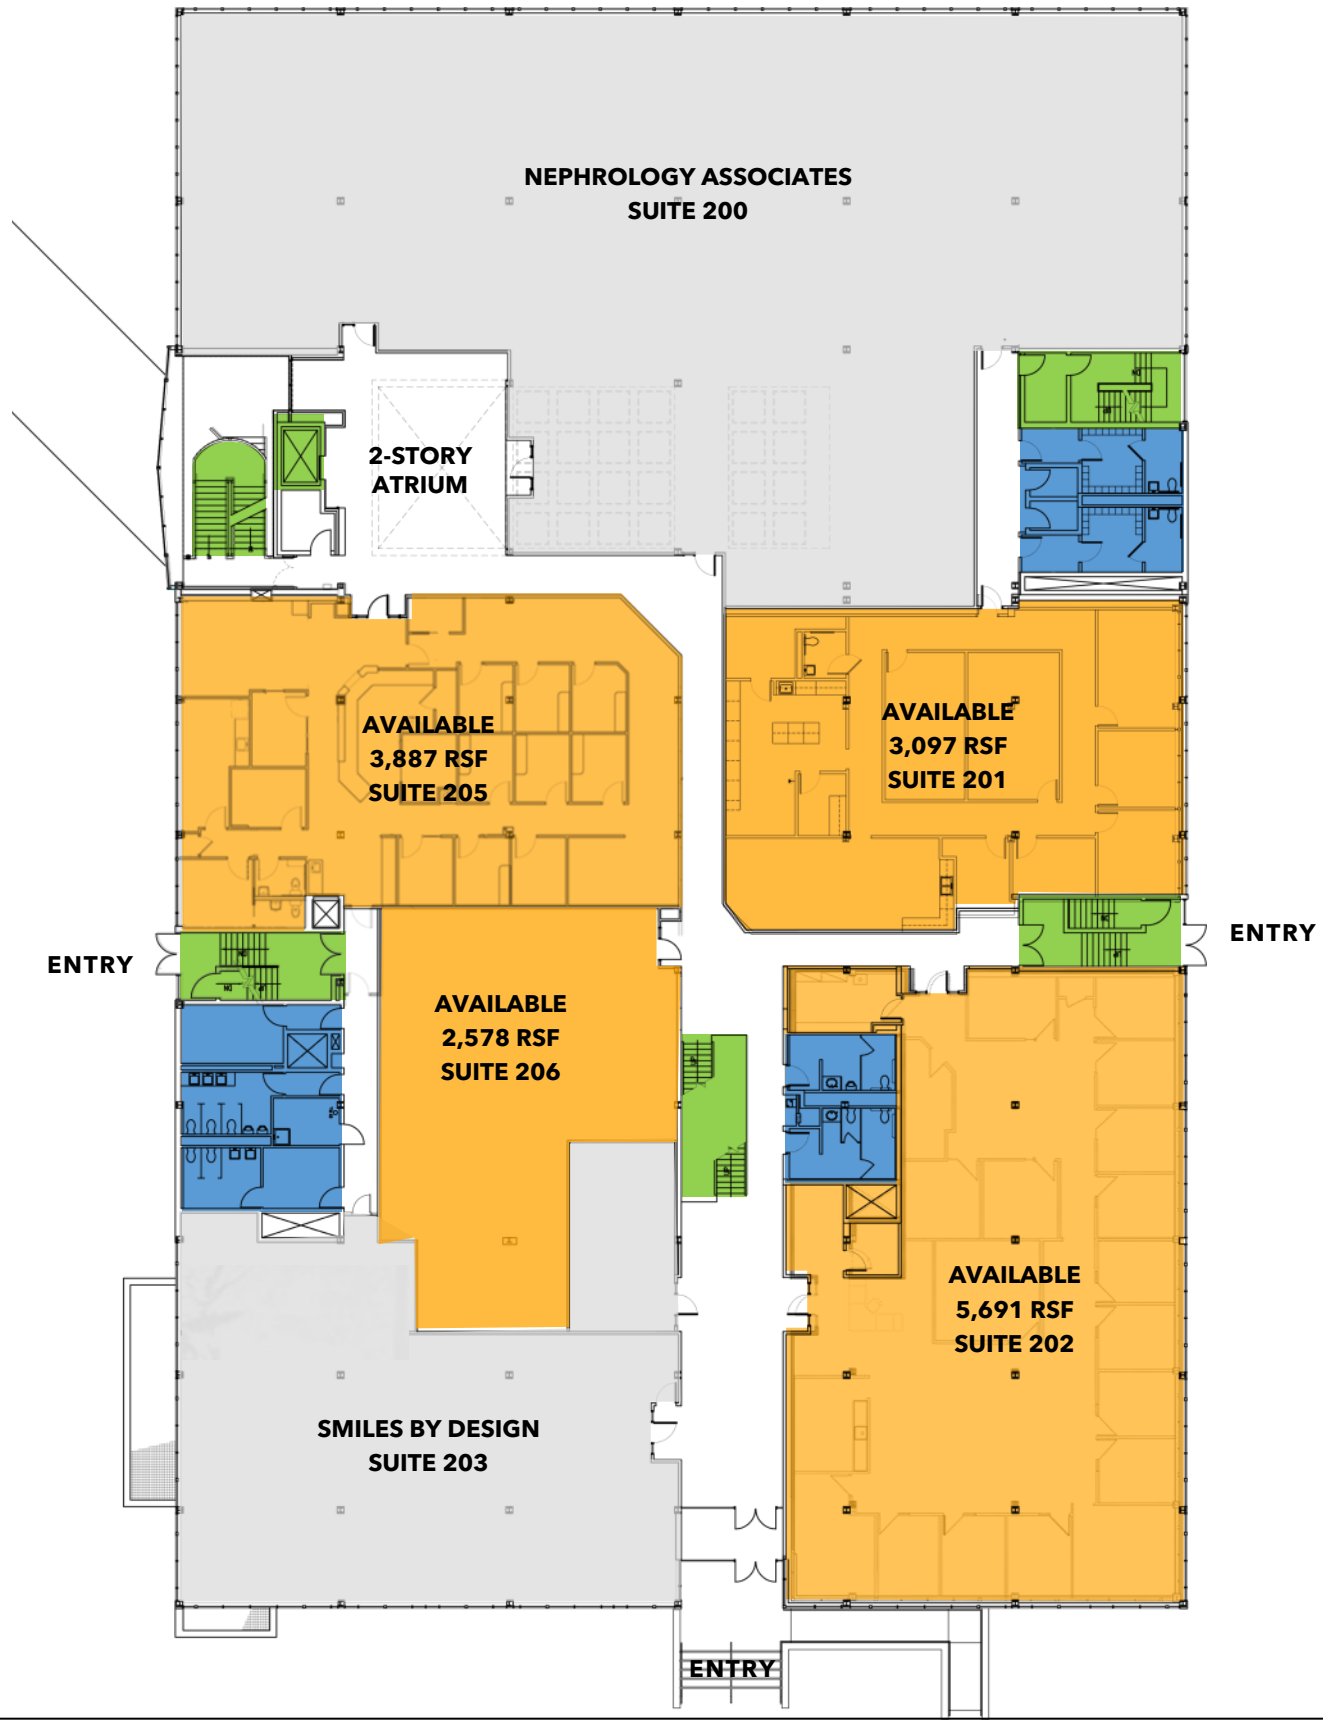 NEPHROLOGY ASSOCIATES
SUITE 200
2-STORY
ATRIUM
AVAILABLE
3,887 RSF
SUITE 205
AVAILABLE
3,097 RSF
SUITE 201
ENTRY
ENTRY
AVAILABLE
2,578 RSF
SUITE 206
UP
UP
AVAILABLE
5,691 RSF
SUITE 202
SMILES BY DESIGN
SUITE 203
ENTRY